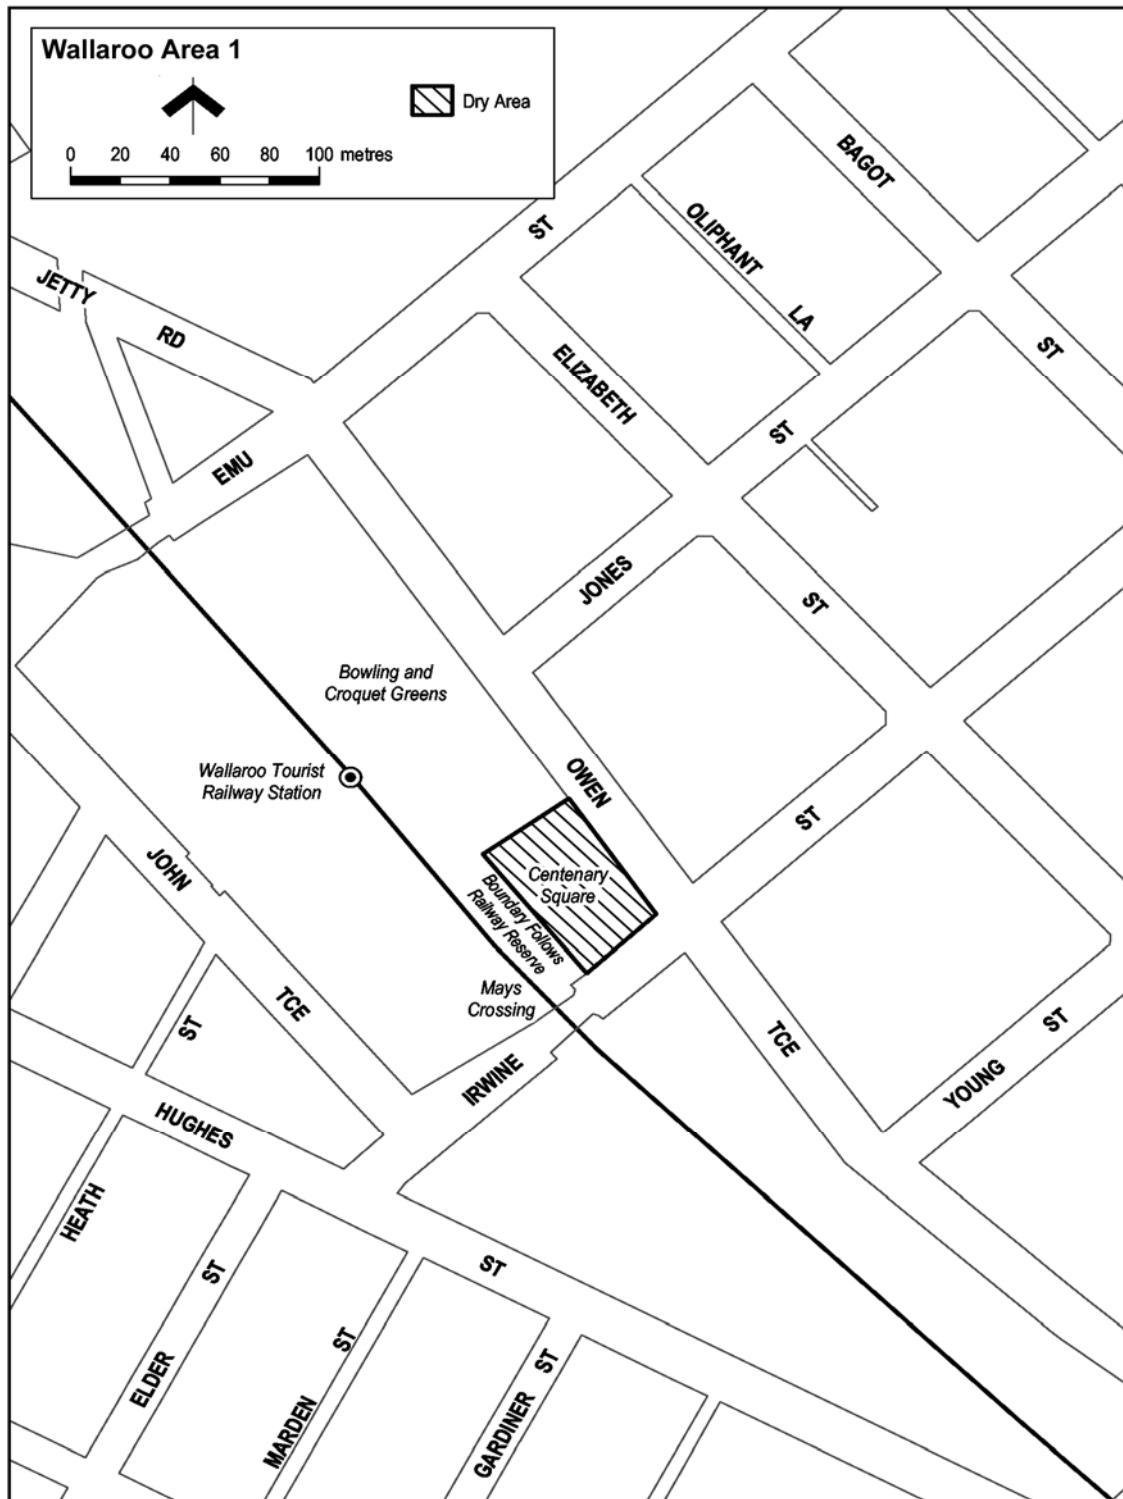 Wallaroo Area 1
Dry Area
0 20 40 60 80 100 metres
BAGOT
ST
OLIPHANT
LA
ST
JETTY
RD
ELIZABETH
ST
ST
EMU
JONES
ST
Bowling and
Croquet Greens
OWEN
Wallaroo Tourist
Railway Station
ST
JOHN
Centenary
Square
Boundary Follows
Railway Reserve
Mays
Crossing
TCE
ST
TCE
ST
IRWINE
YOUNG
HUGHES
HEATH
ST
ST
ST
ST
ELDER
MARDEN
GARDINER